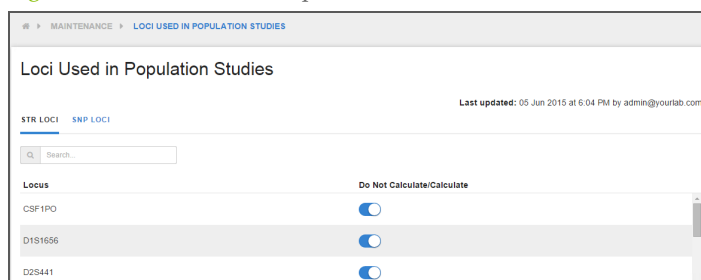 MAINTENANCE LOCI USED IN POPULATION STUDIES
Loci Used in Population Studies
Last updated: 05 Jun 2015 at 6:04 PM by admin@yourlab.com
STR LOCI SNP LOCI
Search...
Locus Do Not Calculate/Calculate
CSF1PO
D1S1656
D2S441